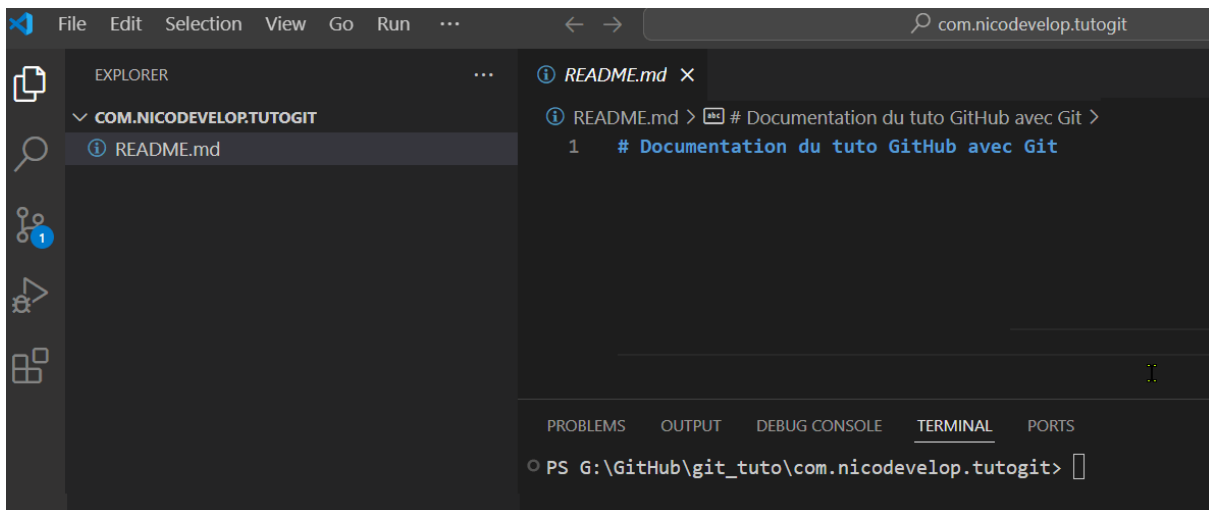 File Edit Selection View Go Run ··· ← → com.nicodevelop.tutogit
EXPLORER ···
COM.NICODEVELOP.TUTOGIT
README.md
1
README.md ×
README.md > # Documentation du tuto GitHub avec Git >
1 # Documentation du tuto GitHub avec Git
PROBLEMS OUTPUT DEBUG CONSOLE TERMINAL PORTS
PS G:\GitHub\git_tuto\com.nicodevelop.tutogit>